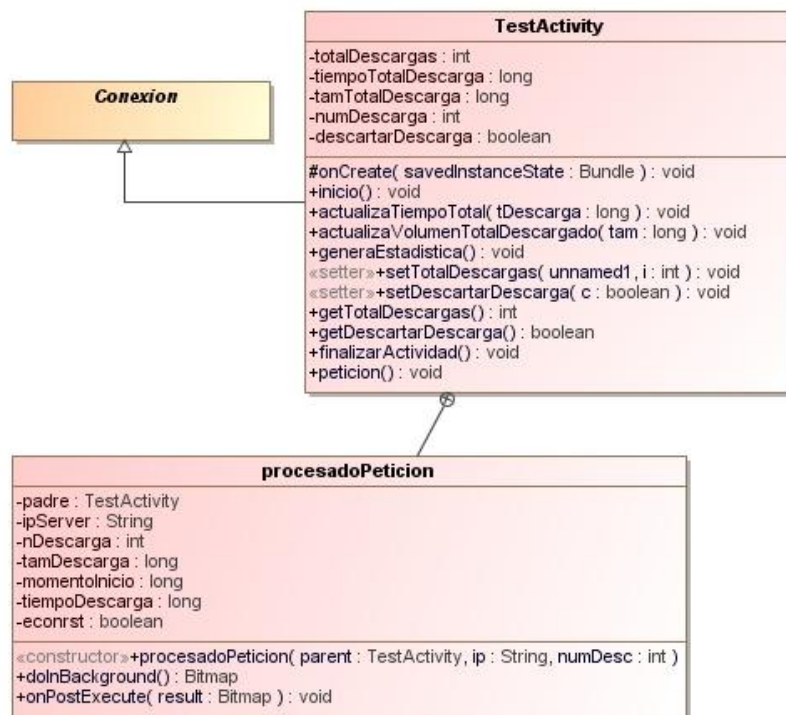 TestActivity
-totalDescargas : int
-tiempoTotalDescarga : long
-tamTotalDescarga : long
-numDescarga : int
-descartarDescarga : boolean
Conexion
#onCreate( savedInstanceState : Bundle ) : void
+inicio() : void
+actualizaTiempoTotal( tDescarga : long ) : void
+actualizaVolumenTotalDescargado( tam : long ) : void
+generaEstadistica() : void
«setter»+setTotalDescargas( unnamed1, i : int ) : void
«setter»+setDescartarDescarga( c : boolean ) : void
+getTotalDescargas() : int
+getDescartarDescarga() : boolean
+finalizarActividad() : void
+peticion() : void
procesadoPeticion
-padre : TestActivity
-ipServer : String
-nDescarga : int
-tamDescarga : long
-momentoInicio : long
-tiempoDescarga : long
-econrst : boolean
«constructor»+procesadoPeticion( parent : TestActivity, ip : String, numDesc : int )
+doInBackground() : Bitmap
+onPostExecute( result : Bitmap ) : void